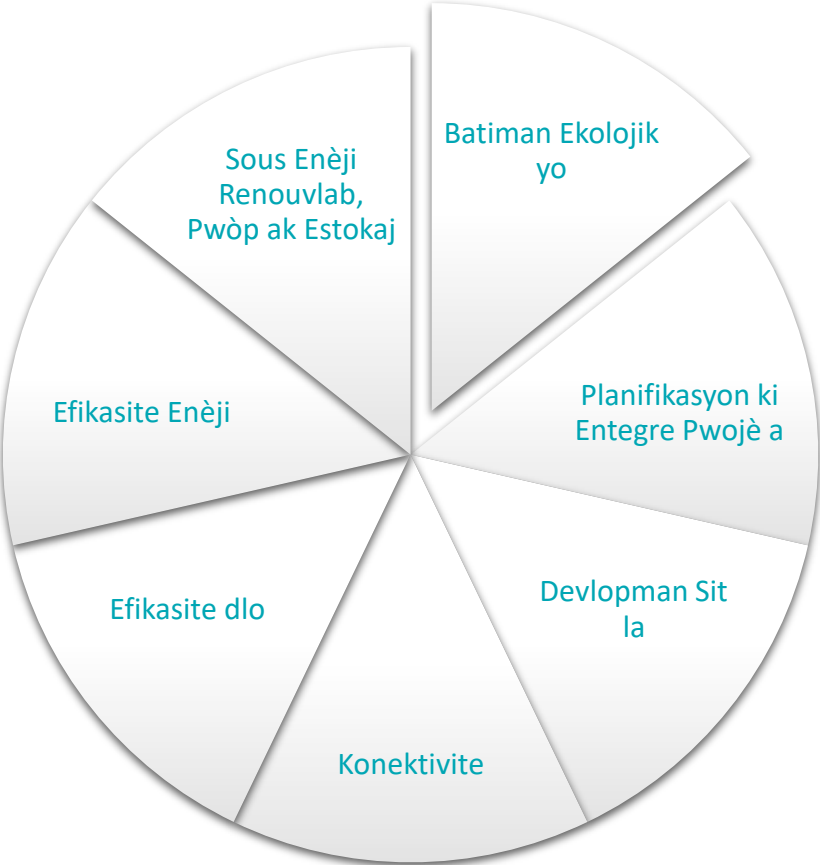 Batiman Ekolojik
yo
Planifikasyon ki
Entegre Pwojè a
Devlopman Sit
la
Konektivite
Efikasite dlo
Efikasite Enèji
Sous Enèji
Renouvlab,
Pwòp ak Estokaj